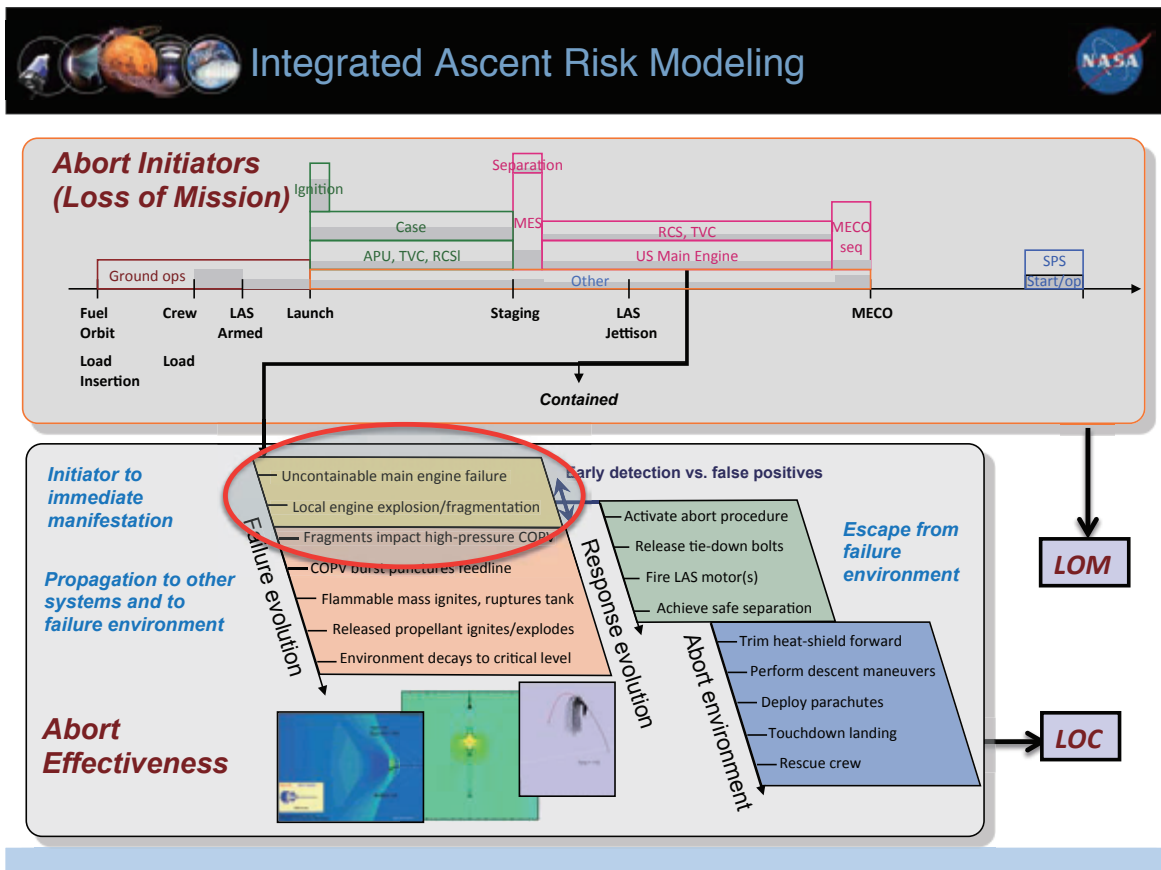 Integrated Ascent Risk Modeling
NASA
Abort Initiators
(Loss of Mission)
Ignition
Separation
Case
MES
RCS, TVC
MECO
seq
APU, TVC, RCSI
US Main Engine
Ground ops
Other
SPS
Start/op
Fuel
Orbit
Load
Insertion
Crew
Load
LAS
Armed
Launch
Staging
LAS
Jettison
MECO
Contained
Initiator to
immediate
manifestation
Propagation to other
systems and to
failure environment
Failure evolution
Uncontainable main engine failure
Local engine explosion/fragmentation
Fragments impact high-pressure COPV
COPV burst punctures feedline
Flammable mass ignites, ruptures tank
Released propellant ignites/explodes
Environment decays to critical level
Early detection vs. false positives
Response evolution
Activate abort procedure
Release tie-down bolts
Fire LAS motor(s)
Achieve safe separation
Escape from
failure
environment
Abort environment
Trim heat-shield forward
Perform descent maneuvers
Deploy parachutes
Touchdown landing
Rescue crew
Abort
Effectiveness
LOM
LOC